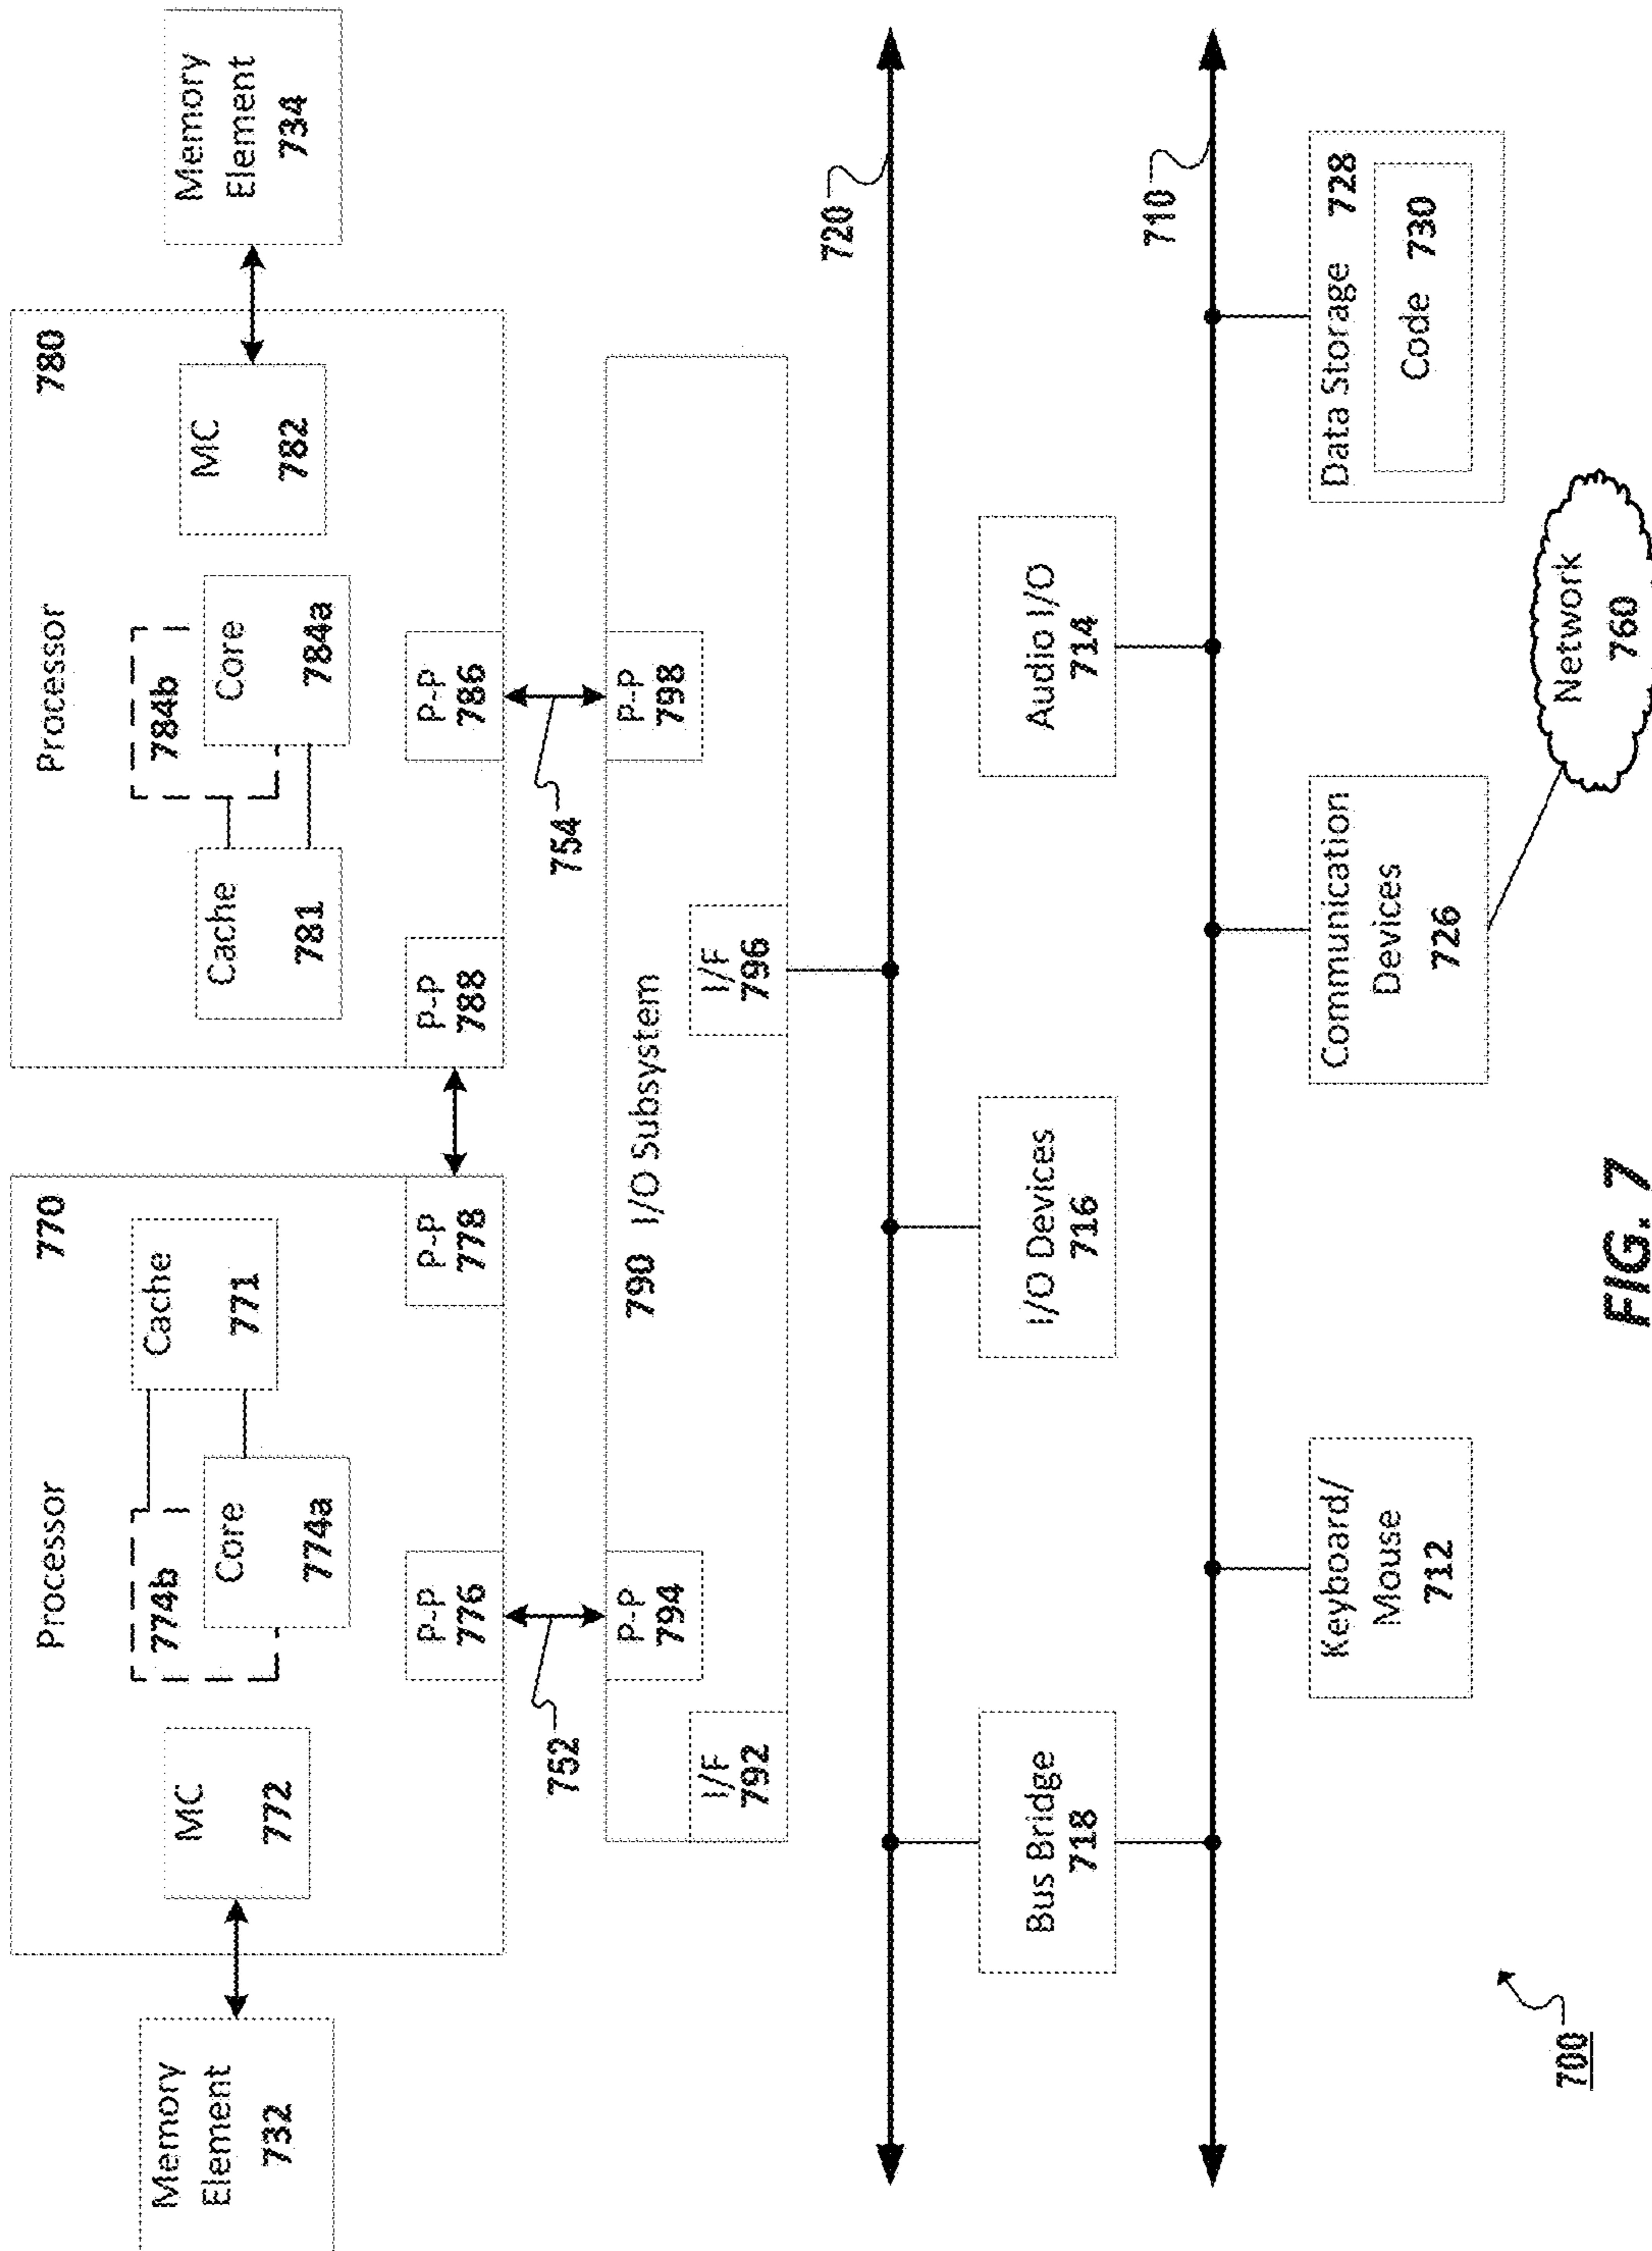 Memory
Element
732
Processor
770
MC
772
774b
Core
774a
Cache
771
P-P
776
P-P
778
Processor
780
Cache
781
784b
Core
784a
MC
782
P-P
788
P-P
786
Memory
Element
734
752
754
790 I/O Subsystem
P-P
794
P-P
798
I/F
792
I/F
796
720
Bus Bridge
718
I/O Devices
716
Audio I/O
714
710
Keyboard/
Mouse
712
Communication
Devices
726
Data Storage 728
Code 730
Network
760
700
FIG. 7